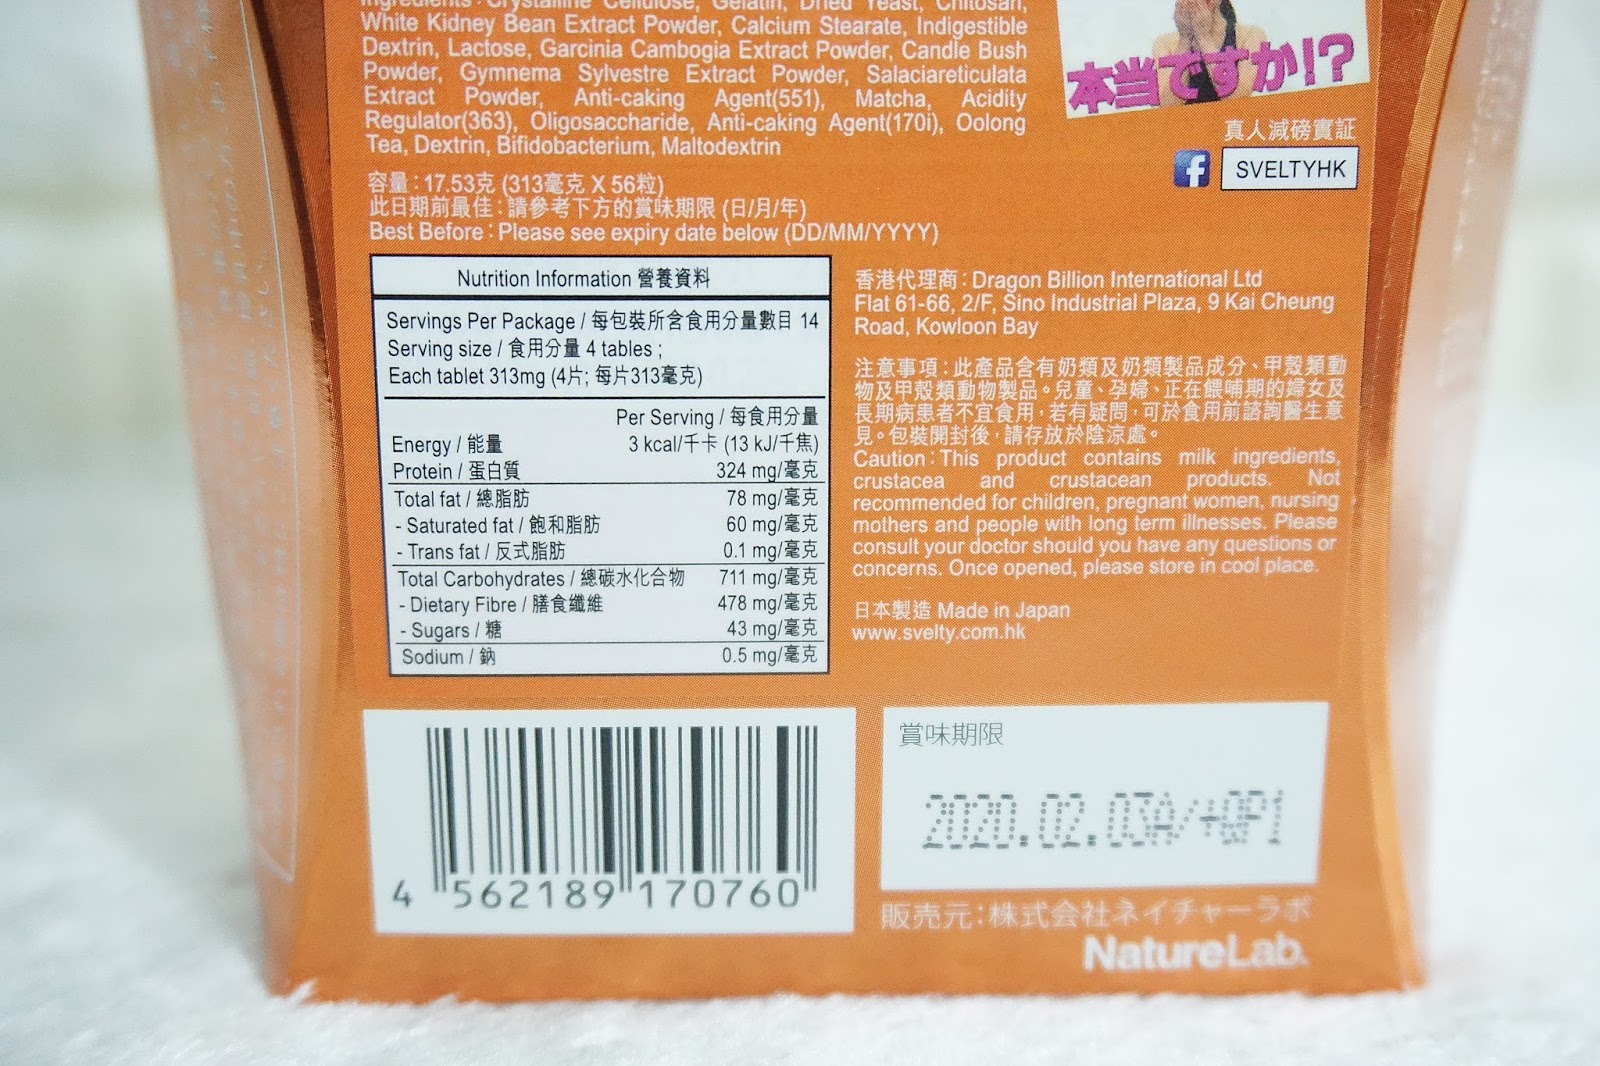 Ingredients : Crystalline Cellulose, Gelatin, Dried Yeast, Chitosan,
White Kidney Bean Extract Powder, Calcium Stearate, Indigestible
Dextrin, Lactose, Garcinia Cambogia Extract Powder, Candle Bush
Powder, Gymnema Sylvestre Extract Powder, Salaciareticulata
Extract Powder, Anti-caking Agent(551), Matcha, Acidity
Regulator(363), Oligosaccharide, Anti-caking Agent(170i), Oolong
Tea, Dextrin, Bifidobacterium, Maltodextrin
容量：17.53克 (313毫克 X 56粒)
此日期前最佳：請參考下方的賞味期限 (日/月/年)
Best Before : Please see expiry date below (DD/MM/YYYY)
本当ですか!?
真人減磅實証
f SVELTYHK
Nutrition Information 營養資料
Servings Per Package / 每包裝所含食用分量數目 14
Serving size / 食用分量 4 tables ;
Each tablet 313mg (4片; 每片313毫克)
Per Serving / 每食用分量
Energy / 能量 3 kcal/千卡 (13 kJ/千焦)
Protein / 蛋白質 324 mg/毫克
Total fat / 總脂肪 78 mg/毫克
- Saturated fat / 飽和脂肪 60 mg/毫克
- Trans fat / 反式脂肪 0.1 mg/毫克
Total Carbohydrates / 總碳水化合物 711 mg/毫克
- Dietary Fibre / 膳食纖維 478 mg/毫克
- Sugars / 糖 43 mg/毫克
Sodium / 鈉 0.5 mg/毫克
香港代理商：Dragon Billion International Ltd
Flat 61-66, 2/F, Sino Industrial Plaza, 9 Kai Cheung
Road, Kowloon Bay
注意事項：此產品含有奶類及奶類製品成分、甲殼類動
物及甲殼類動物製品。兒童、孕婦、正在餵哺期的婦女及
長期病患者不宜食用，若有疑問，可於食用前諮詢醫生意
見。包裝開封後，請存放於陰涼處。
Caution : This product contains milk ingredients,
crustacea and crustacean products. Not
recommended for children, pregnant women, nursing
mothers and people with long term illnesses. Please
consult your doctor should you have any questions or
concerns. Once opened, please store in cool place.
日本製造 Made in Japan
www.svelty.com.hk
4 562189 170760
賞味期限
2020.02.03A/+0P1
販売元：株式会社ネイチャーラボ
NatureLab.